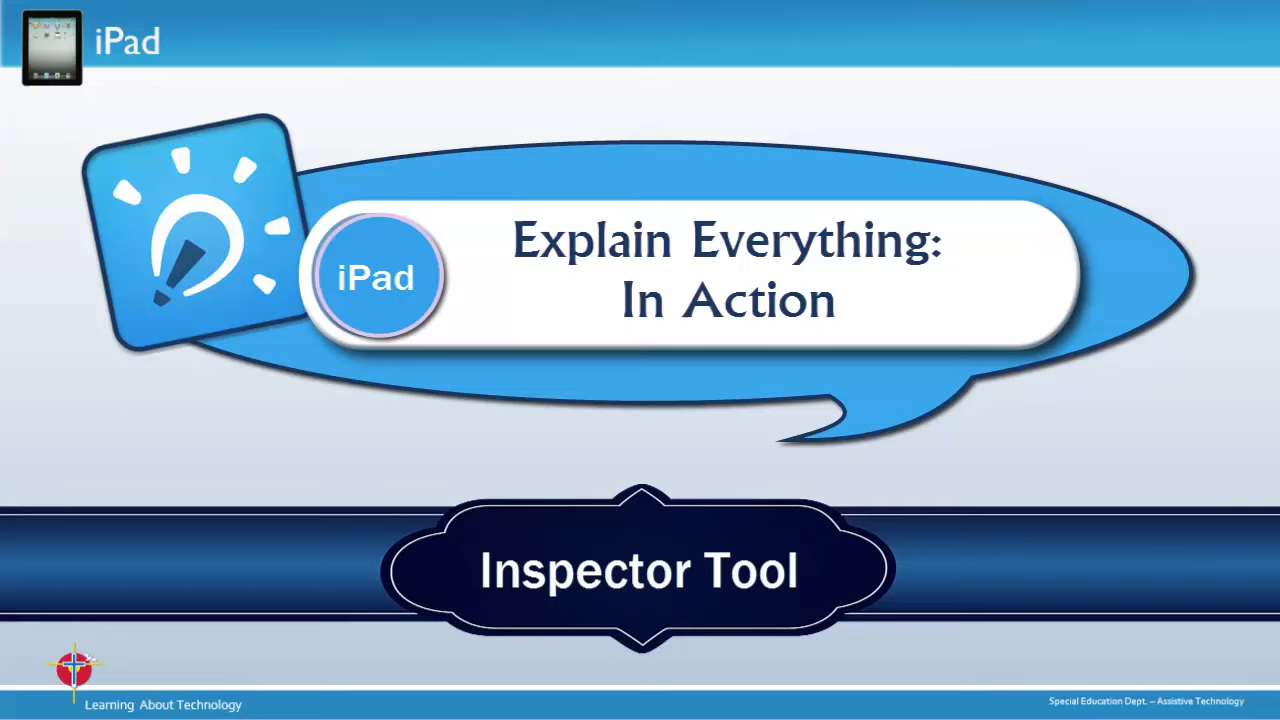 iPad
iPad
Explain Everything:
In Action
Inspector Tool
Learning About Technology
Special Education Dept. – Assistive Technology